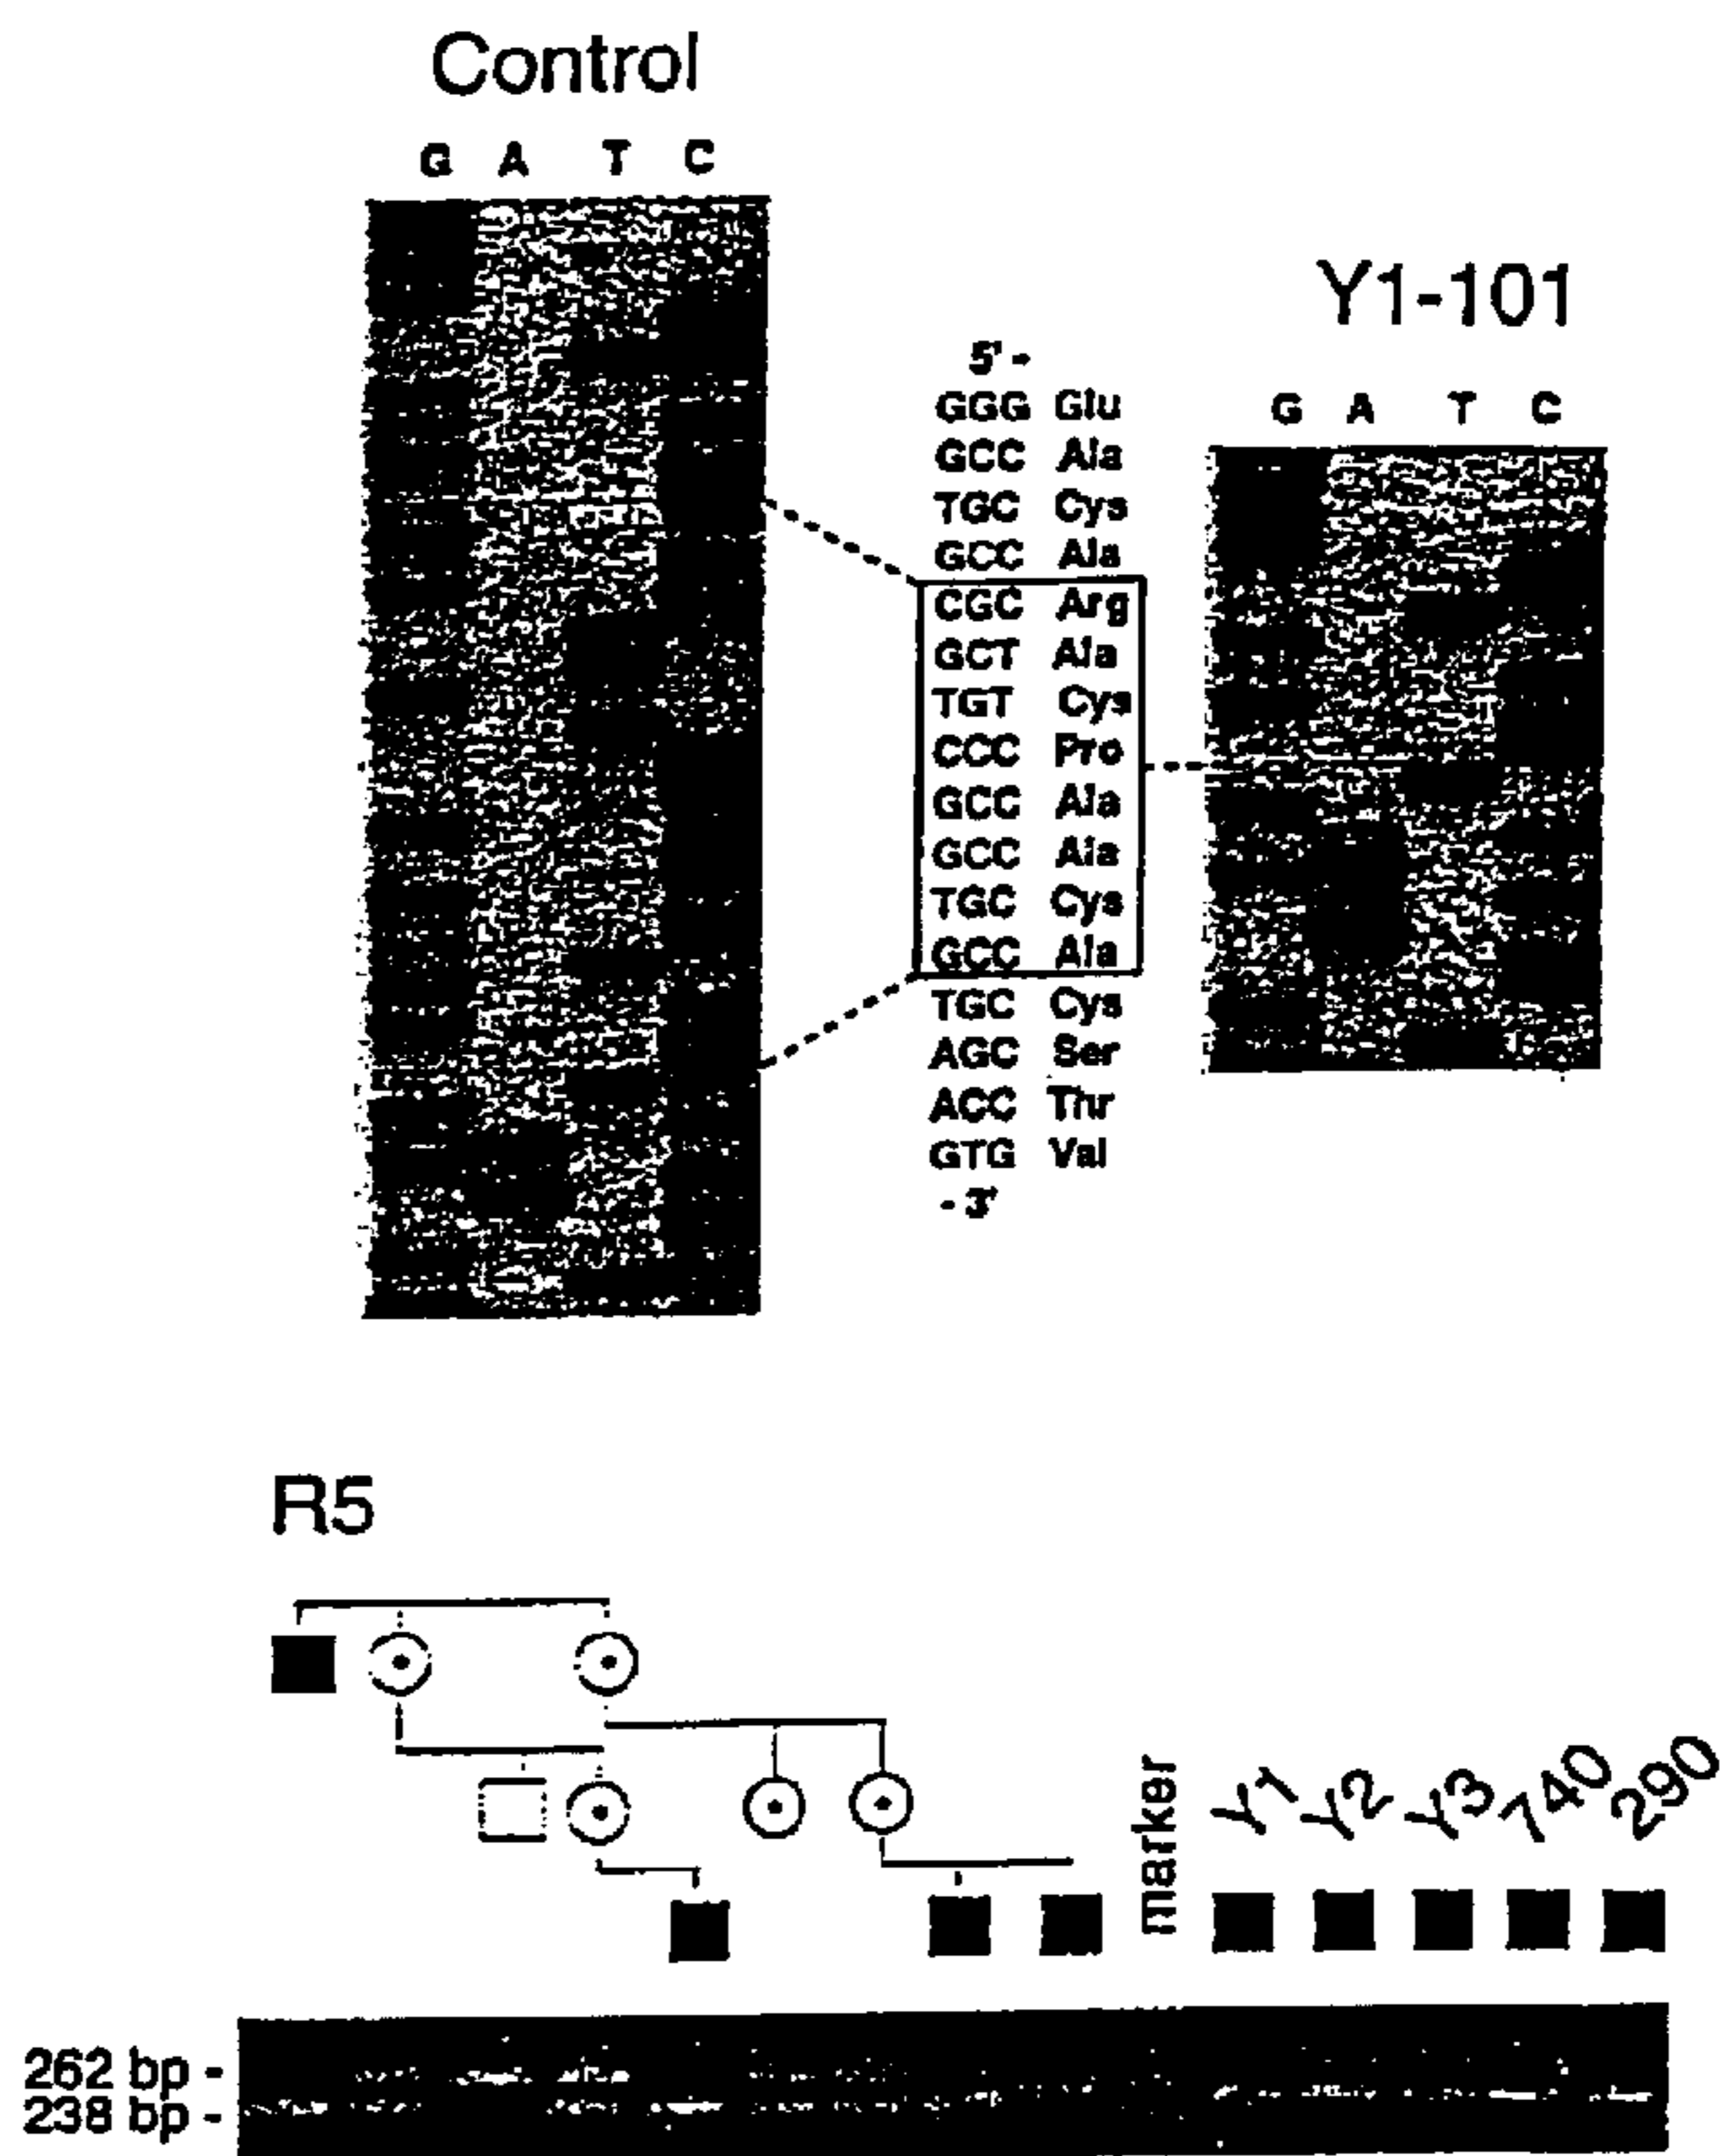 Control
G A T C
Y1-101
G A T C
5'-
GGG Glu
GCC Ala
TGC Cys
GCC Ala
CGC Arg
GCT Ala
TGT Cys
CCC Pro
GCC Ala
GCC Ala
TGC Cys
GCC Ala
TGC Cys
AGC Ser
ACC Thr
GTG Val
-3'
R5
marker Y1 Y2 Y3 740 290
262 bp -
238 bp -